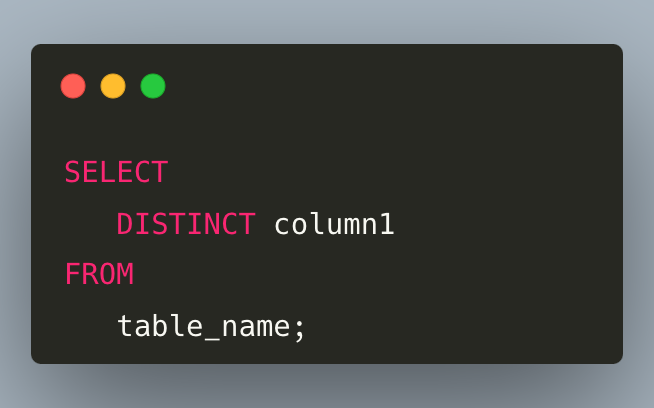 SELECT
   DISTINCT column1
FROM
   table_name;